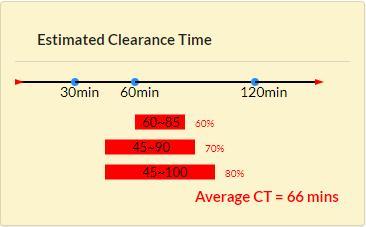 Estimated Clearance Time
30min 60min 120min
60~85 60%
45~90 70%
45~100 80%
Average CT = 66 mins